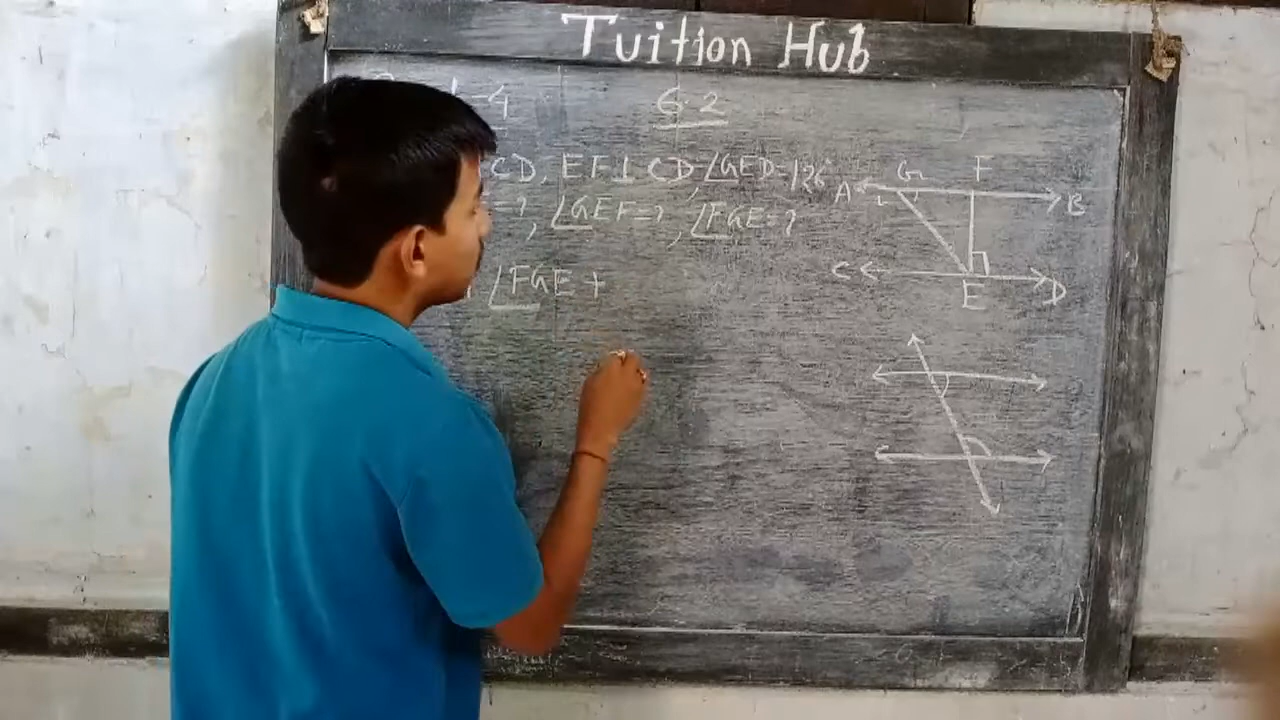 Tuition Hub
6.2
CD, EF⊥CD, ∠GED=126
=?, ∠GEF=?, ∠FGE=?
∠FGE +
G F
A B
C E D